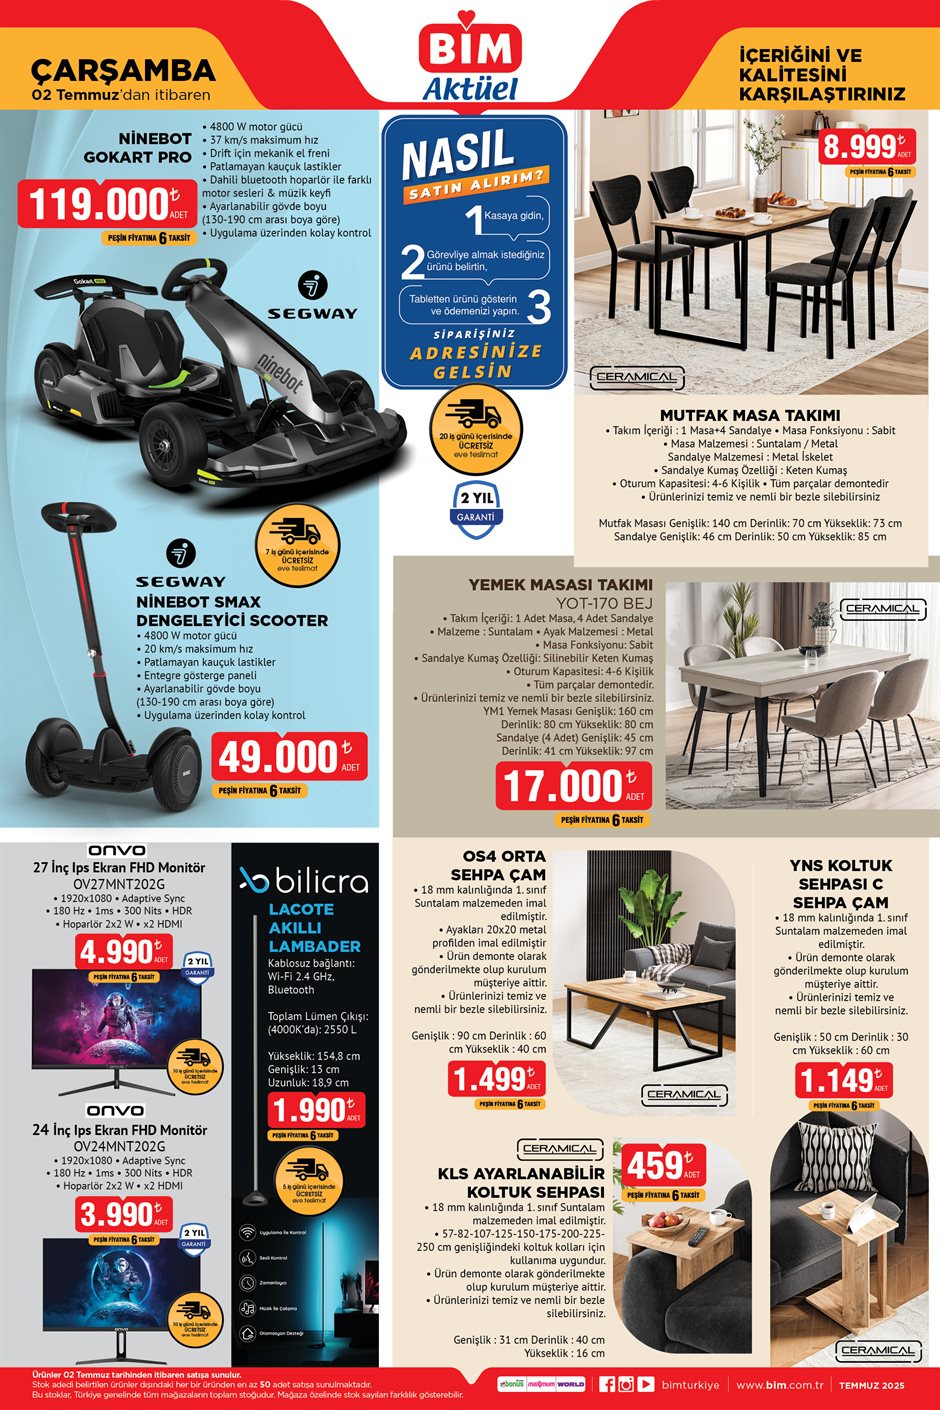 ÇARŞAMBA
02 Temmuz'dan itibaren
BİM
Aktüel
İÇERİĞİNİ VE
KALİTESİNİ
KARŞILAŞTIRINIZ
NINEBOT
GOKART PRO
119.000₺
ADET
PEŞİN FİYATINA 6 TAKSİT
• 4800 W motor gücü
• 37 km/s maksimum hız
• Drift için mekanik el freni
• Patlamayan kauçuk lastikler
• Dahili bluetooth hoparlör ile farklı
motor sesleri & müzik keyfi
• Ayarlanabilir gövde boyu
(130-190 cm arası boya göre)
• Uygulama üzerinden kolay kontrol
SEGWAY
ninebot
NASIL
SATIN ALIRIM?
1 Kasaya gidin,
2 Görevliye almak istediğiniz
ürünü belirtin,
Tabletten ürünü gösterin
ve ödemenizi yapın. 3
SİPARİŞİNİZ
ADRESİNİZE
GELSİN
20 iş günü içerisinde
ÜCRETSİZ
eve teslimat
2 YIL
GARANTİ
8.999₺
ADET
PEŞİN FİYATINA 6 TAKSİT
CERAMICAL
MUTFAK MASA TAKIMI
• Takım İçeriği : 1 Masa+4 Sandalye • Masa Fonksiyonu : Sabit
• Masa Malzemesi : Suntalam / Metal
Sandalye Malzemesi : Metal İskelet
• Sandalye Kumaş Özelliği : Keten Kumaş
• Oturum Kapasitesi: 4-6 Kişilik • Tüm parçalar demontedir
• Ürünlerinizi temiz ve nemli bir bezle silebilirsiniz
Mutfak Masası Genişlik: 140 cm Derinlik: 70 cm Yükseklik: 73 cm
Sandalye Genişlik: 46 cm Derinlik: 50 cm Yükseklik: 85 cm
7 iş günü içerisinde
ÜCRETSİZ
eve teslimat
SEGWAY
NINEBOT SMAX
DENGELEYİCİ SCOOTER
• 4800 W motor gücü
• 20 km/s maksimum hız
• Patlamayan kauçuk lastikler
• Entegre gösterge paneli
• Ayarlanabilir gövde boyu
(130-190 cm arası boya göre)
• Uygulama üzerinden kolay kontrol
49.000₺
ADET
PEŞİN FİYATINA 6 TAKSİT
YEMEK MASASI TAKIMI
YOT-170 BEJ
• Takım İçeriği: 1 Adet Masa, 4 Adet Sandalye
• Malzeme : Suntalam • Ayak Malzemesi : Metal
• Masa Fonksiyonu: Sabit
• Sandalye Kumaş Özelliği: Silinebilir Keten Kumaş
• Oturum Kapasitesi: 4-6 Kişilik
• Tüm parçalar demontedir.
• Ürünlerinizi temiz ve nemli bir bezle silebilirsiniz.
YM1 Yemek Masası Genişlik: 160 cm
Derinlik: 80 cm Yükseklik: 80 cm
Sandalye (4 Adet) Genişlik: 45 cm
Derinlik: 41 cm Yükseklik: 97 cm
17.000₺
ADET
PEŞİN FİYATINA 6 TAKSİT
CERAMICAL
onvo
27 İnç Ips Ekran FHD Monitör
OV27MNT202G
• 1920x1080 • Adaptive Sync
• 180 Hz • 1ms • 300 Nits • HDR
• Hoparlör 2x2 W • x2 HDMI
4.990₺
ADET
PEŞİN FİYATINA 6 TAKSİT
2 YIL
GARANTİ
10 iş günü içerisinde
ÜCRETSİZ
eve teslimat
onvo
24 İnç Ips Ekran FHD Monitör
OV24MNT202G
• 1920x1080 • Adaptive Sync
• 180 Hz • 1ms • 300 Nits • HDR
• Hoparlör 2x2 W • x2 HDMI
3.990₺
ADET
PEŞİN FİYATINA 6 TAKSİT
2 YIL
GARANTİ
10 iş günü içerisinde
ÜCRETSİZ
eve teslimat
onvo
bilicra
LACOTE
AKILLI
LAMBADER
Kablosuz bağlantı:
Wi-Fi 2.4 GHz,
Bluetooth
Toplam Lümen Çıkışı:
(4000K'da): 2550 L
Yükseklik: 154,8 cm
Genişlik: 13 cm
Uzunluk: 18,9 cm
1.990₺
ADET
PEŞİN FİYATINA 6 TAKSİT
5 iş günü içerisinde
ÜCRETSİZ
eve teslimat
Uygulama İle Kontrol
Sesli Kontrol
Zamanlayıcı
Müzik İle Çalışma
Otomasyon Desteği
OS4 ORTA
SEHPA ÇAM
• 18 mm kalınlığında 1. sınıf
Suntalam malzemeden imal
edilmiştir.
• Ayakları 20x20 metal
profilden imal edilmiştir
• Ürün demonte olarak
gönderilmekte olup kurulum
müşteriye aittir.
• Ürünlerinizi temiz ve
nemli bir bezle silebilirsiniz.
Genişlik : 90 cm Derinlik : 60
cm Yükseklik : 40 cm
1.499₺
ADET
PEŞİN FİYATINA 6 TAKSİT
CERAMICAL
YNS KOLTUK
SEHPASI C
SEHPA ÇAM
• 18 mm kalınlığında 1. sınıf
Suntalam malzemeden imal
edilmiştir.
• Ürün demonte olarak
gönderilmekte olup kurulum
müşteriye aittir.
• Ürünlerinizi temiz ve
nemli bir bezle silebilirsiniz.
Genişlik : 50 cm Derinlik : 30
cm Yükseklik : 60 cm
1.149₺
ADET
PEŞİN FİYATINA 6 TAKSİT
CERAMICAL
KLS AYARLANABİLİR
KOLTUK SEHPASI
• 18 mm kalınlığında 1.sınıf Suntalam
malzemeden imal edilmiştir.
• 57-82-107-125-150-175-200-225-
250 cm genişliğindeki koltuk kolları için
kullanıma uygundur.
• Ürün demonte olarak gönderilmekte
olup kurulum müşteriye aittir.
• Ürünlerinizi temiz ve nemli bir bezle
silebilirsiniz.
Genişlik : 31 cm Derinlik : 40 cm
Yükseklik : 16 cm
459₺
ADET
PEŞİN FİYATINA 6 TAKSİT
CERAMICAL
Ürünler 02 Temmuz tarihinden itibaren satışa sunulur.
Stok adedi belirtilen ürünler dışındaki her bir üründen en az 50 adet satışa sunulmaktadır.
Bu stoklar, Türkiye genelinde tüm mağazaların toplam stoğudur. Mağaza özelinde stok sayıları farklılık gösterebilir.
bonus maximum WORLD
bimturkiye
www.bim.com.tr
TEMMUZ 2025